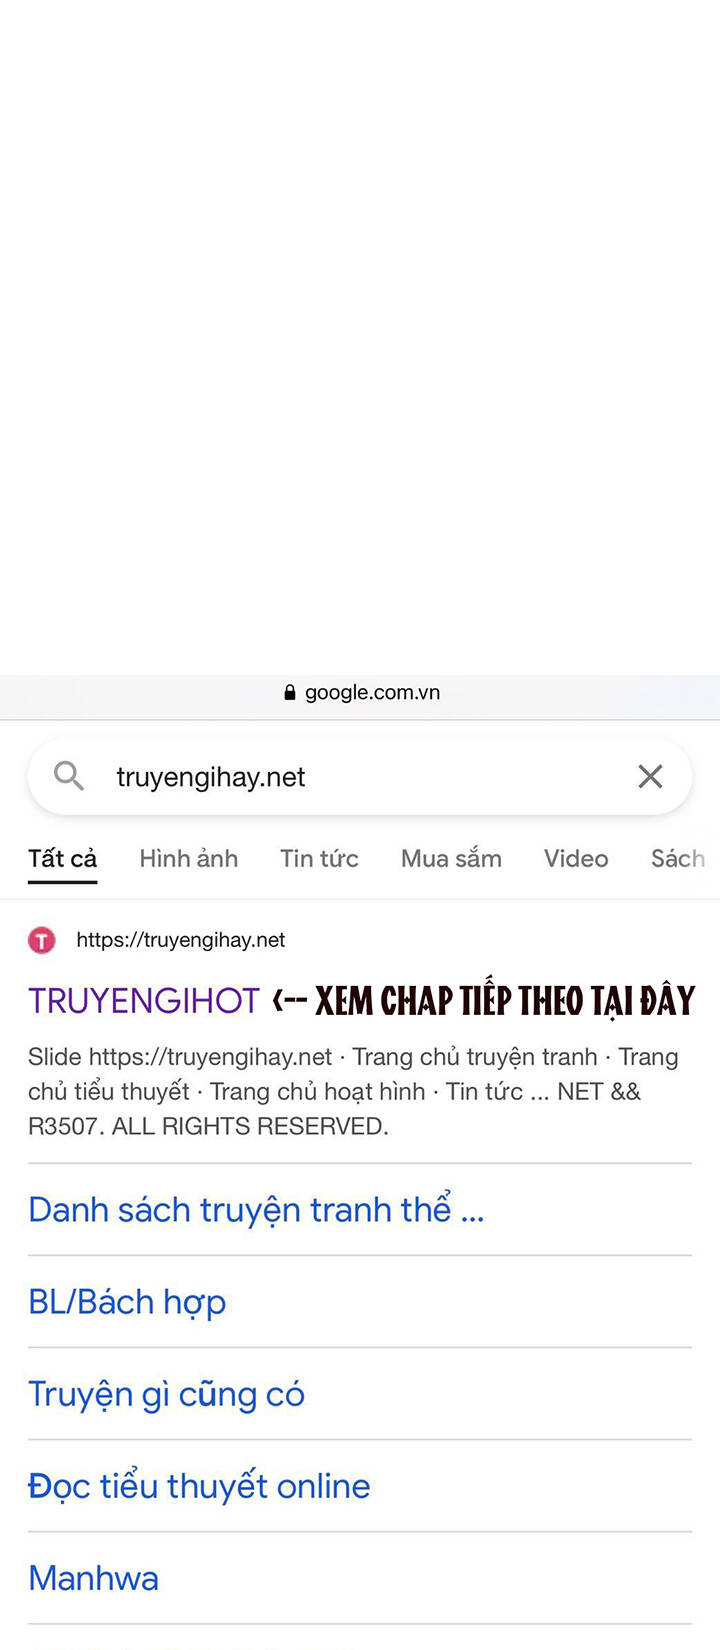 google.com.vn
truyengihay.net
Tất cả Hình ảnh Tin tức Mua sắm Video Sách
T https://truyengihay.net
TRUYENGIHOT <-- XEM CHAP TIẾP THEO TẠI ĐÂY
Slide https://truyengihay.net · Trang chủ truyện tranh · Trang
chủ tiểu thuyết · Trang chủ hoạt hình · Tin tức ... NET &&
R3507. ALL RIGHTS RESERVED.
Danh sách truyện tranh thể ...
BL/Bách hợp
Truyện gì cũng có
Đọc tiểu thuyết online
Manhwa